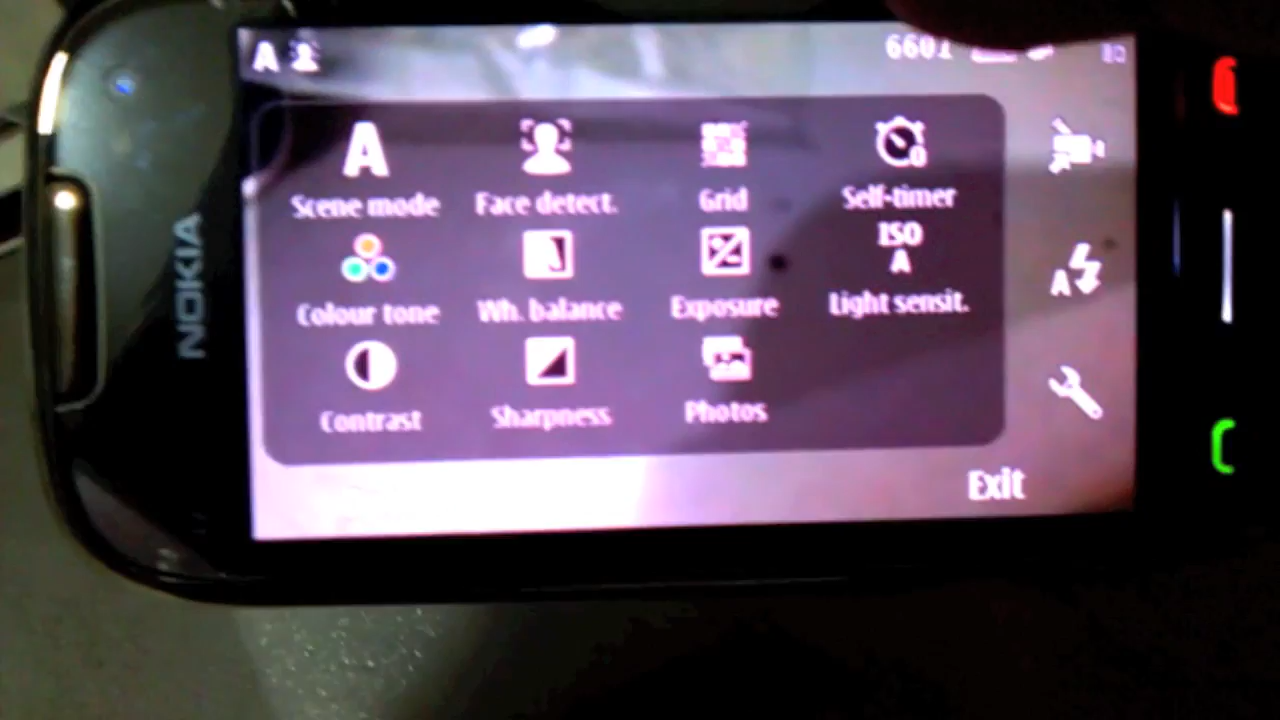 A
6601
A
Scene mode Face detect. Grid Self-timer
ISO
A
Colour tone Wh. balance Exposure Light sensit.
A
Contrast Sharpness Photos
Exit
NOKIA